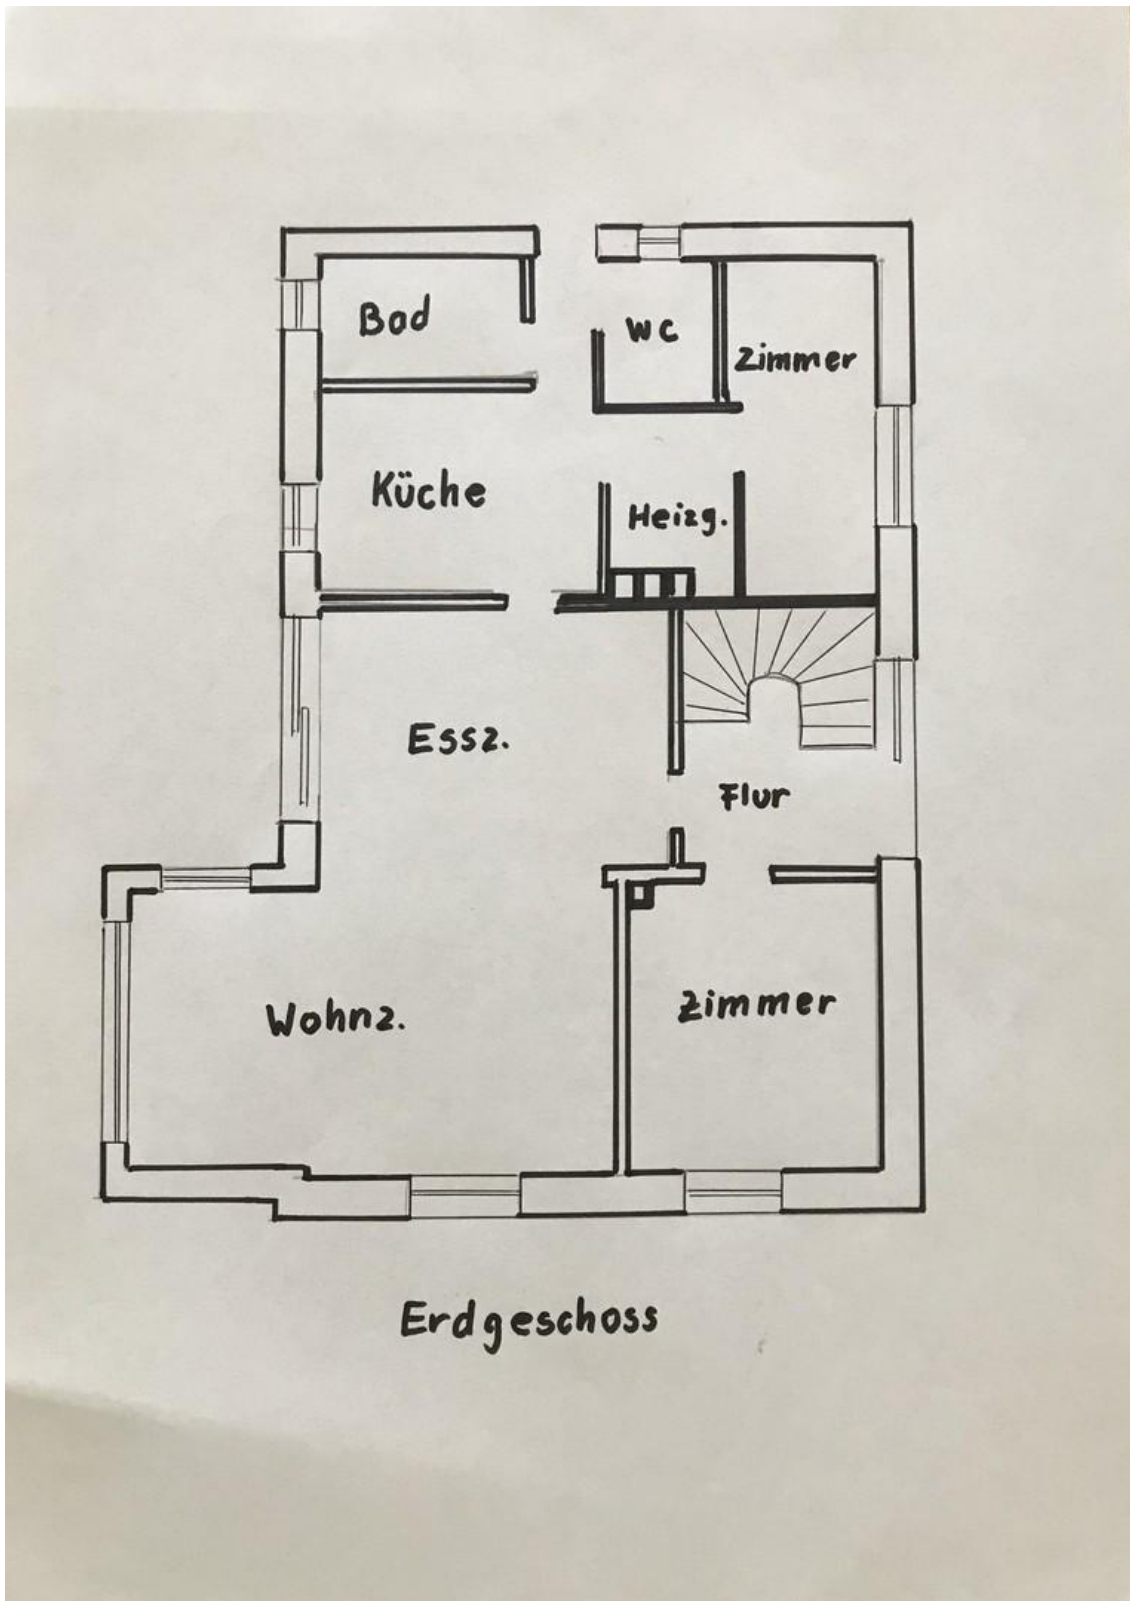 Bad
WC
Zimmer
Küche
Heizg.
Essz.
Flur
Zimmer
Wohnz.
Erdgeschoss